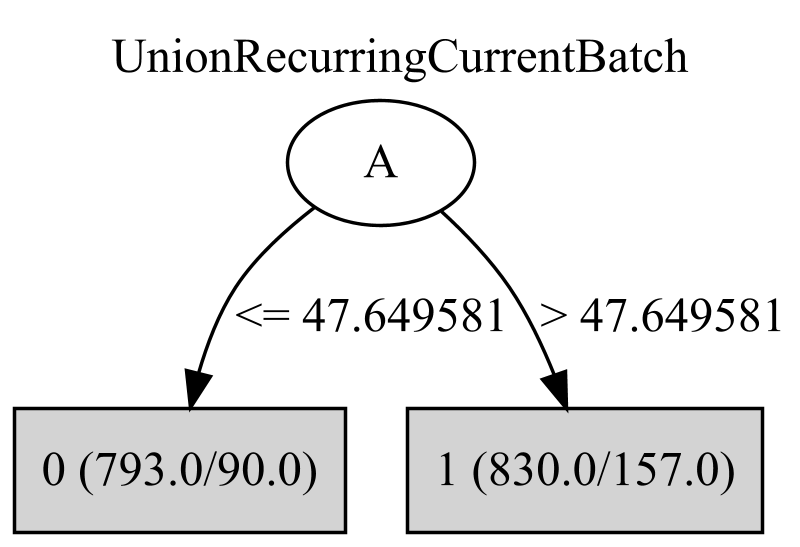 UnionRecurringCurrentBatch
A
<= 47.649581 > 47.649581
0 (793.0/90.0) 1 (830.0/157.0)